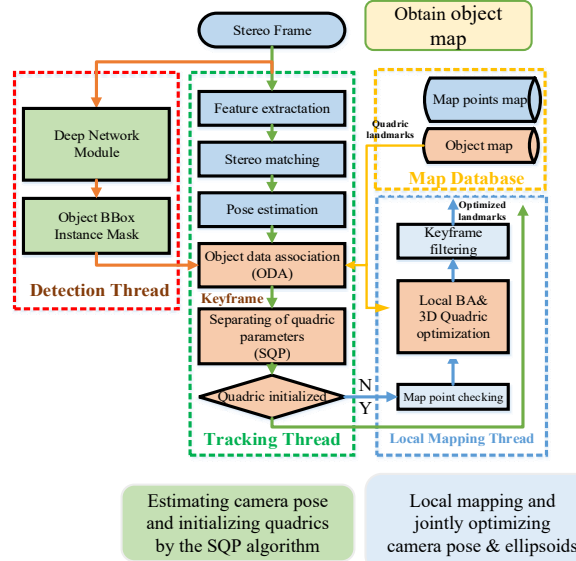 Stereo Frame
Obtain object
map
Feature extractation
Deep Network
Module
Stereo matching
Object BBox
Instance Mask
Pose estimation
Detection Thread
Object data association
(ODA)
Keyframe
Separating of quadric
parameters
(SQP)
Quadric initialized
N
Y
Tracking Thread
Map points map
Quadric
landmarks
Object map
Map Database
Optimized
landmarks
Keyframe
filtering
Local BA&
3D Quadric
optimization
Map point checking
Local Mapping Thread
Estimating camera pose
and initializing quadrics
by the SQP algorithm
Local mapping and
jointly optimizing
camera pose & ellipsoids